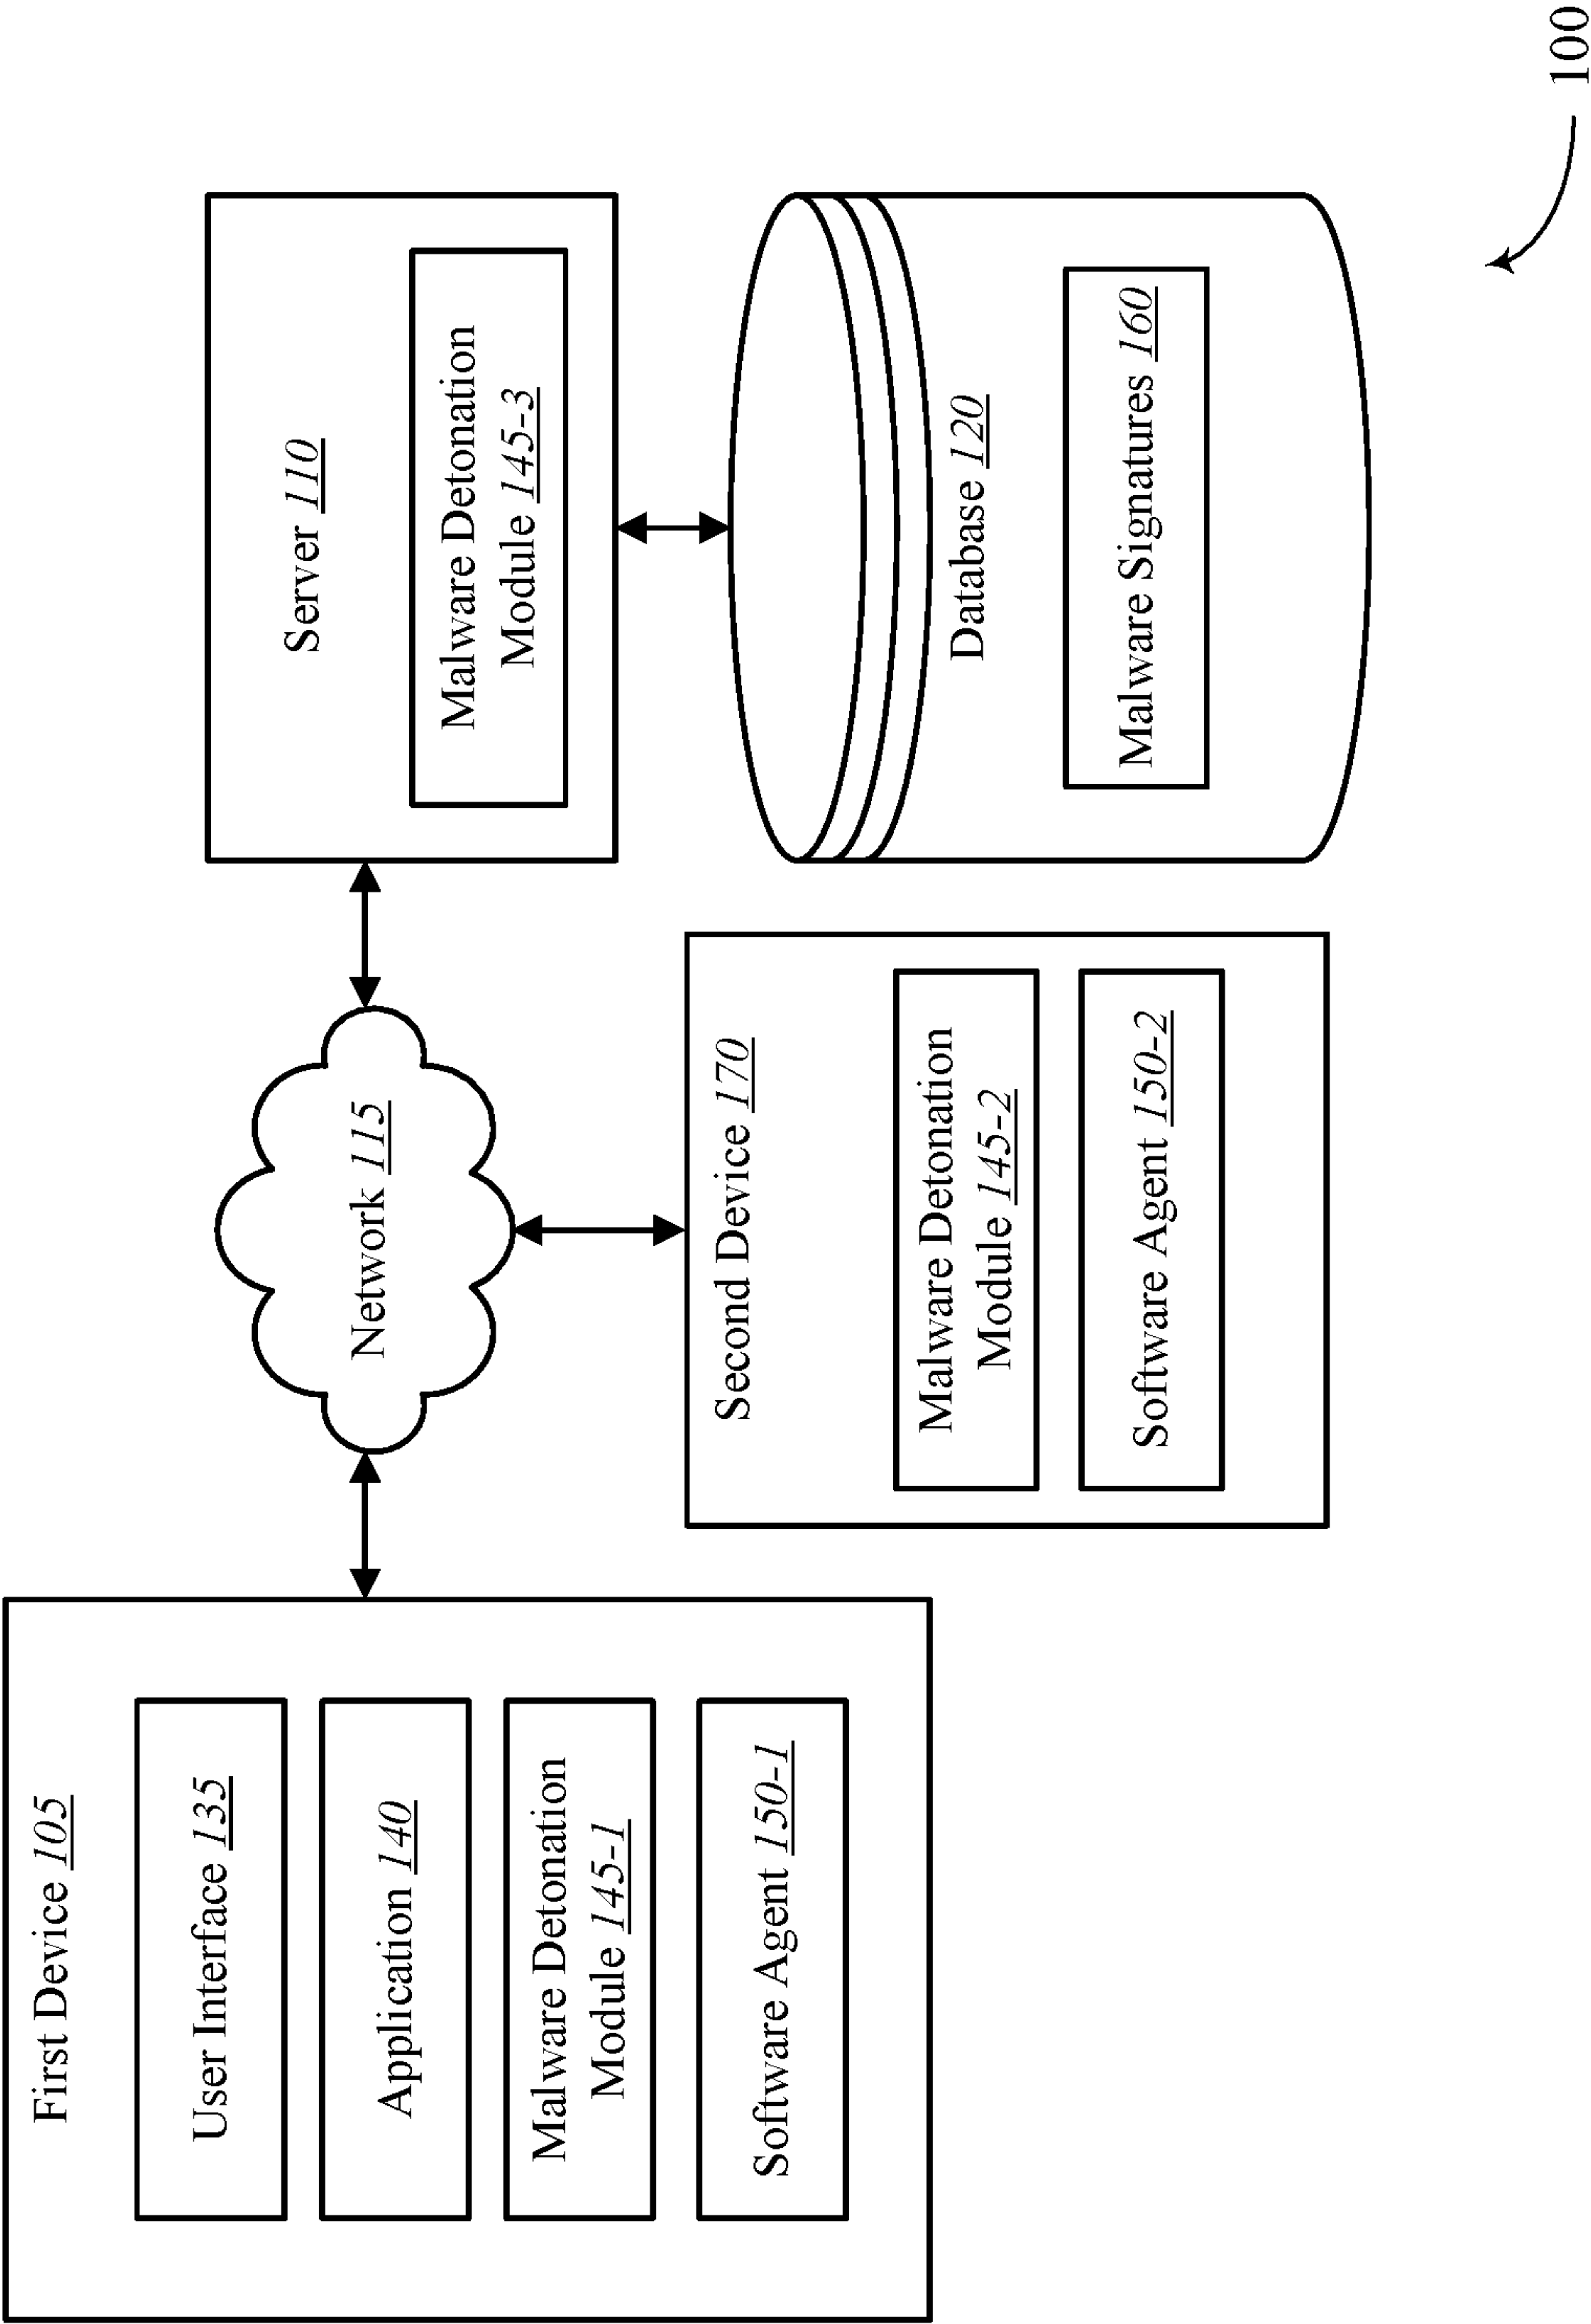 First Device 105
User Interface 135
Application 140
Malware Detonation
Module 145-1
Software Agent 150-1
Network 115
Second Device 170
Malware Detonation
Module 145-2
Software Agent 150-2
Server 110
Malware Detonation
Module 145-3
Database 120
Malware Signatures 160
100